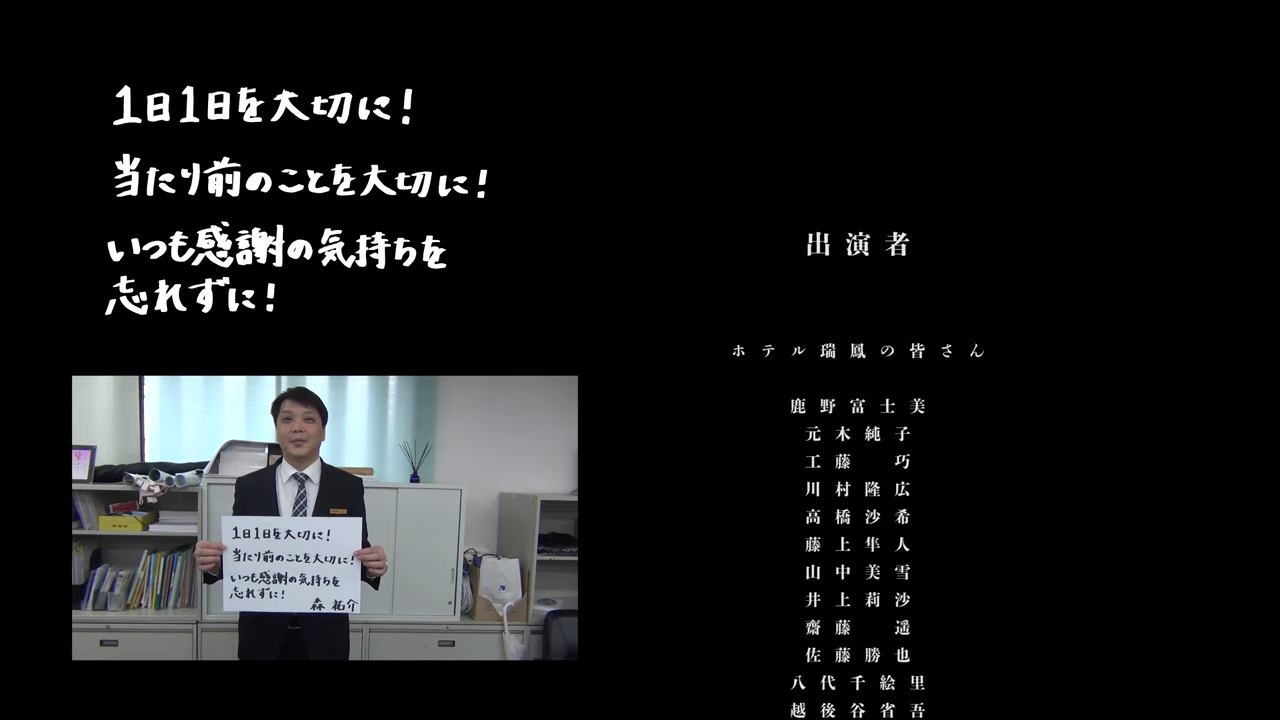 1日1日を大切に!
当たり前のことを大切に!
いつも感謝の気持ちを
忘れずに!
1日1日を大切に!
当たり前のことを大切に!
いつも感謝の気持ちを
忘れずに!
森 祐介
出演者
ホテル瑞鳳の皆さん
鹿野富士美
元木純子
工藤 巧
川村隆広
高橋沙希
藤上隼人
山中美雪
井上莉沙
齋藤 遥
佐藤勝也
八代千絵里
越後谷省吾